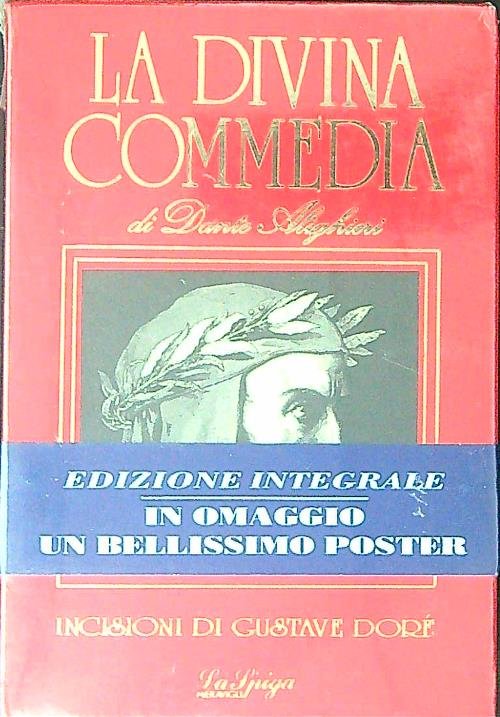 LA DIVINA
COMMEDIA
di Dante Alighieri
EDIZIONE INTEGRALE
IN OMAGGIO
UN BELLISSIMO POSTER
INCISIONI DI GUSTAVE DORÉ
La Spiga
MERAVIGLI